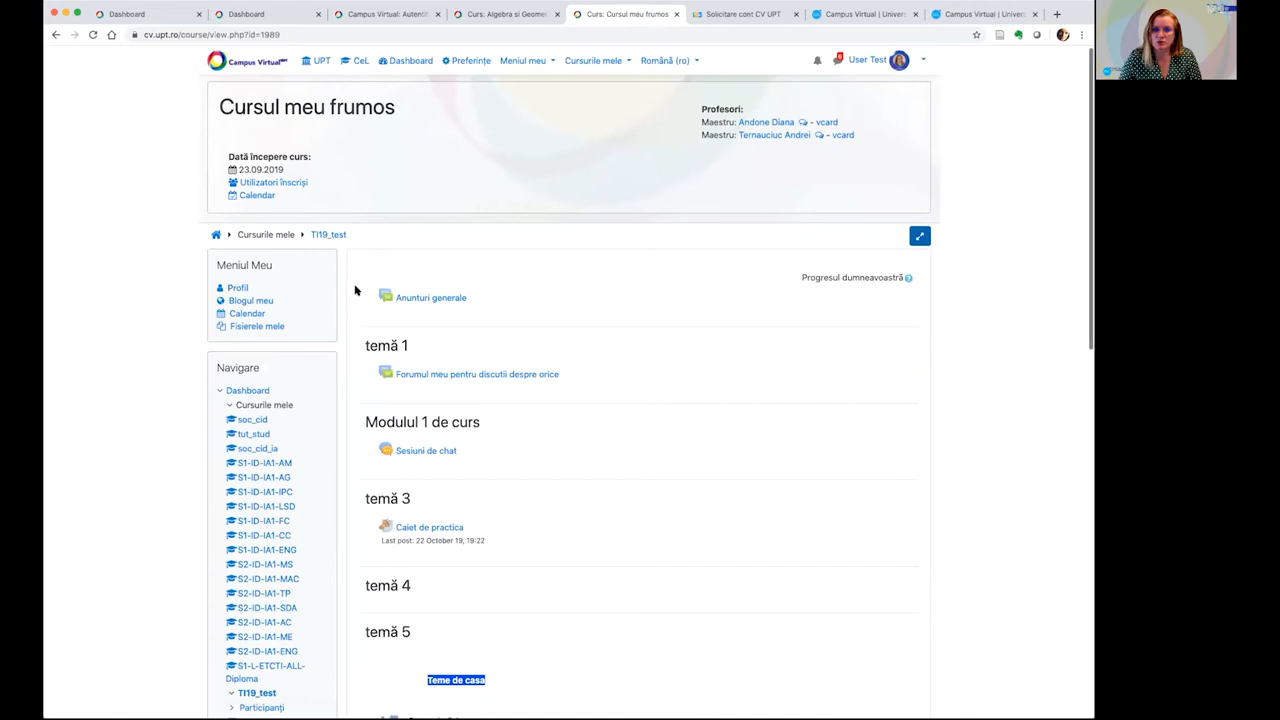 Dashboard
Dashboard
Campus Virtual: Autentif
Curs: Algebra si Geomet
Curs: Cursul meu frumos
Solicitare cont CV UPT
Campus Virtual | Univers
Campus Virtual | Univers
cv.upt.ro/course/view.php?id=1989
Campus Virtual UPT CeL Dashboard Preferințe Meniul meu Cursurile mele Română (ro) User Test
Cursul meu frumos
Profesori:
Maestru: Andone Diana - vcard
Maestru: Ternauciuc Andrei - vcard
Dată începere curs:
23.09.2019
Utilizatori înscriși
Calendar
Cursurile mele TI19_test
Meniul Meu
Profil
Blogul meu
Calendar
Fisierele mele
Navigare
Dashboard
Cursurile mele
soc_cid
tut_stud
soc_cid_ia
S1-ID-IA1-AM
S1-ID-IA1-AG
S1-ID-IA1-IPC
S1-ID-IA1-LSD
S1-ID-IA1-FC
S1-ID-IA1-CC
S1-ID-IA1-ENG
S2-ID-IA1-MS
S2-ID-IA1-MAC
S2-ID-IA1-TP
S2-ID-IA1-SDA
S2-ID-IA1-AC
S2-ID-IA1-ME
S2-ID-IA1-ENG
S1-L-ETCTI-ALL-
Diploma
TI19_test
Participanți
Progresul dumneavoastră
Anunturi generale
temă 1
Forumul meu pentru discutii despre orice
Modulul 1 de curs
Sesiuni de chat
temă 3
Caiet de practica
Last post: 22 October 19, 19:22
temă 4
temă 5
Teme de casa